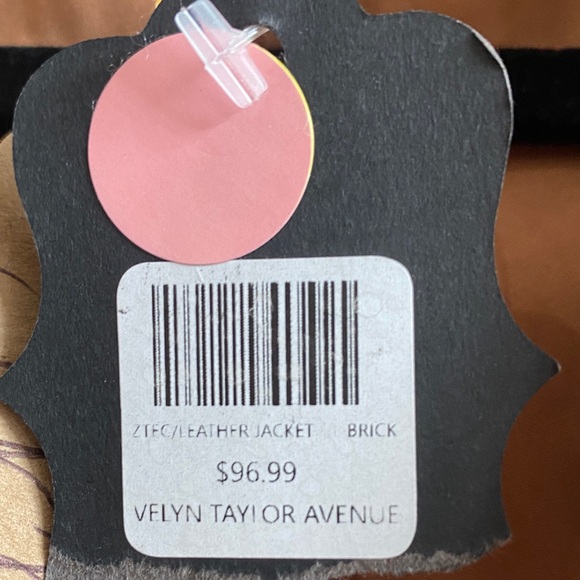 ZTEC/LEATHER JACKET BRICK
$96.99
VELYN TAYLOR AVENUE